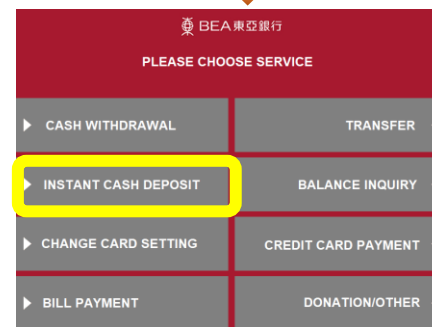 BEA東亞銀行
PLEASE CHOOSE SERVICE
CASH WITHDRAWAL
TRANSFER
INSTANT CASH DEPOSIT
BALANCE INQUIRY
CHANGE CARD SETTING
CREDIT CARD PAYMENT
BILL PAYMENT
DONATION/OTHER